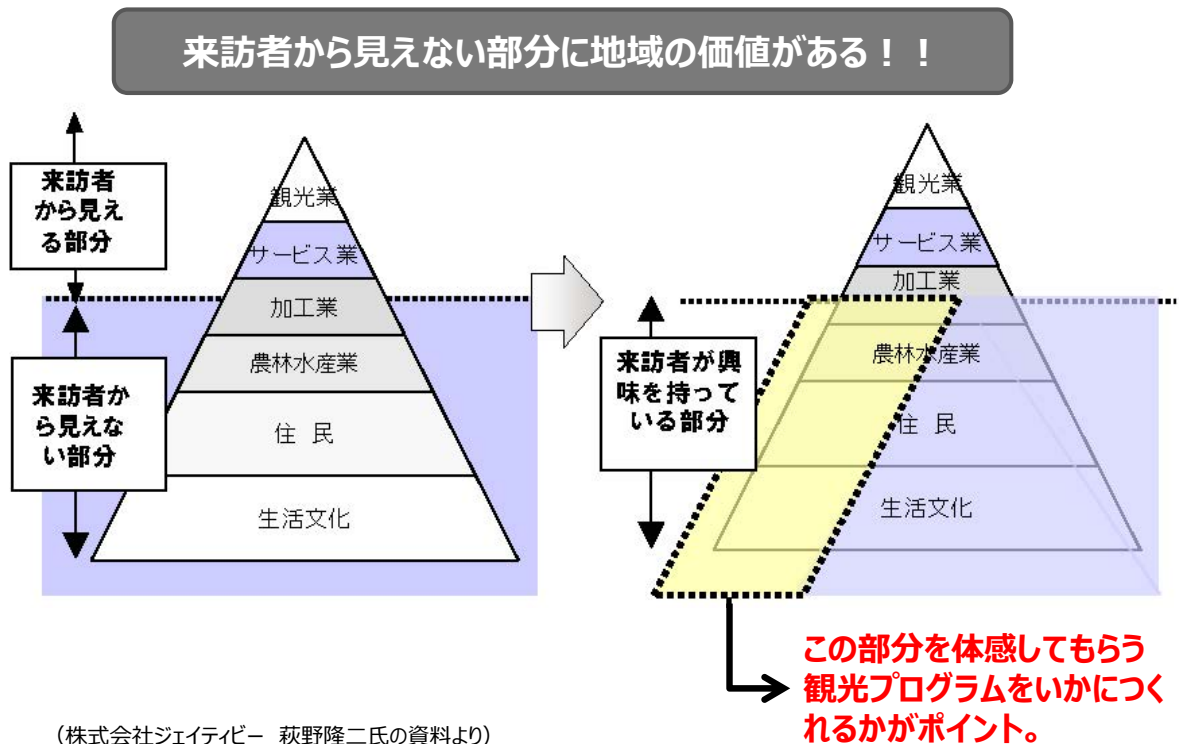 来訪者から見えない部分に地域の価値がある！！
来訪者
から見え
る部分
来訪者か
ら見えな
い部分
観光業
サービス業
加工業
農林水産業
住 民
生活文化
来訪者が興
味を持って
いる部分
観光業
サービス業
加工業
農林水産業
住 民
生活文化
この部分を体感してもらう
観光プログラムをいかにつく
れるかがポイント。
（株式会社ジェイティビー 萩野隆二氏の資料より）